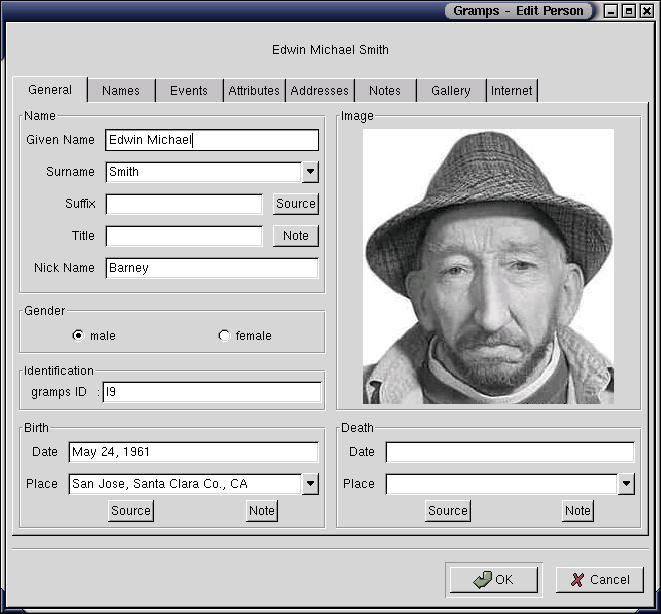 Gramps - Edit Person
Edwin Michael Smith
General Names Events Attributes Addresses Notes Gallery Internet
Name
Given Name Edwin Michael
Surname Smith
Suffix Source
Title Note
Nick Name Barney
Image
Gender
male female
Identification
gramps ID : I9
Birth
Date May 24, 1961
Place San Jose, Santa Clara Co., CA
Source Note
Death
Date
Place
Source Note
OK Cancel